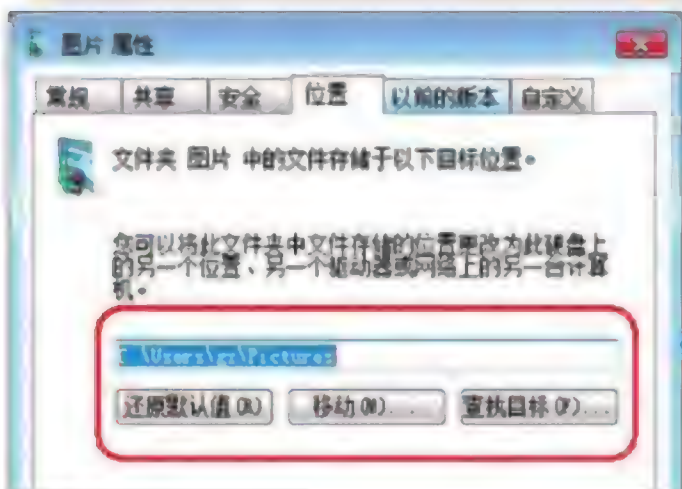 图片 属性
常规 共享 安全 位置 以前的版本 自定义
文件夹 图片 中的文件存储于以下目标位置。
您可以将此文件夹中文件存储的位置更改为此硬盘上
的另一个位置、另一个驱动器或网络上的另一台计算
机。
\Users\gz\Pictures
还原默认值(R) 移动(M)... 查找目标(F)...